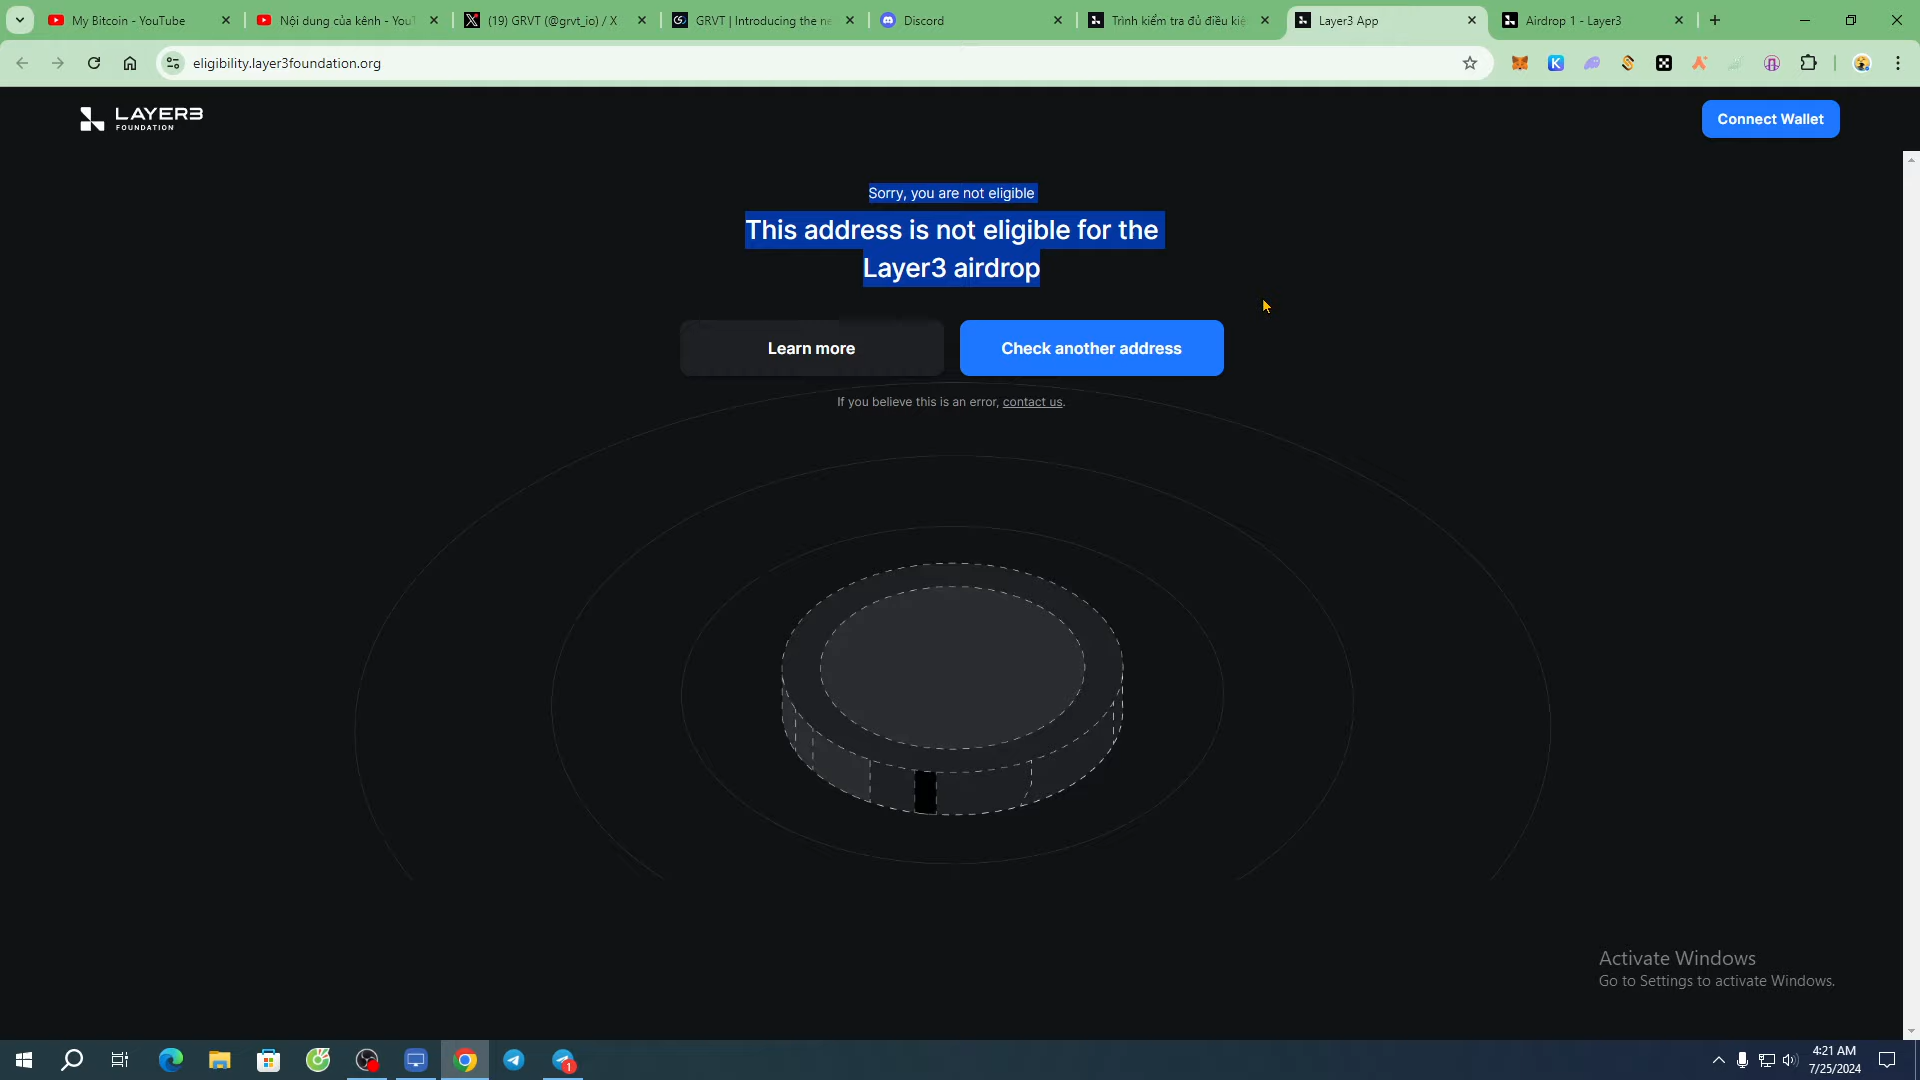 My Bitcoin - YouTube
Nội dung của kênh - YouT
(19) GRVT (@grvt_io) / X
GRVT | Introducing the ne
Discord
Trình kiểm tra đủ điều kiệ
Layer3 App
Airdrop 1 - Layer3
eligibility.layer3foundation.org
LAYER3
FOUNDATION
Connect Wallet
Sorry, you are not eligible
This address is not eligible for the
Layer3 airdrop
Learn more
Check another address
If you believe this is an error, contact us.
Activate Windows
Go to Settings to activate Windows.
1
4:21 AM
7/25/2024